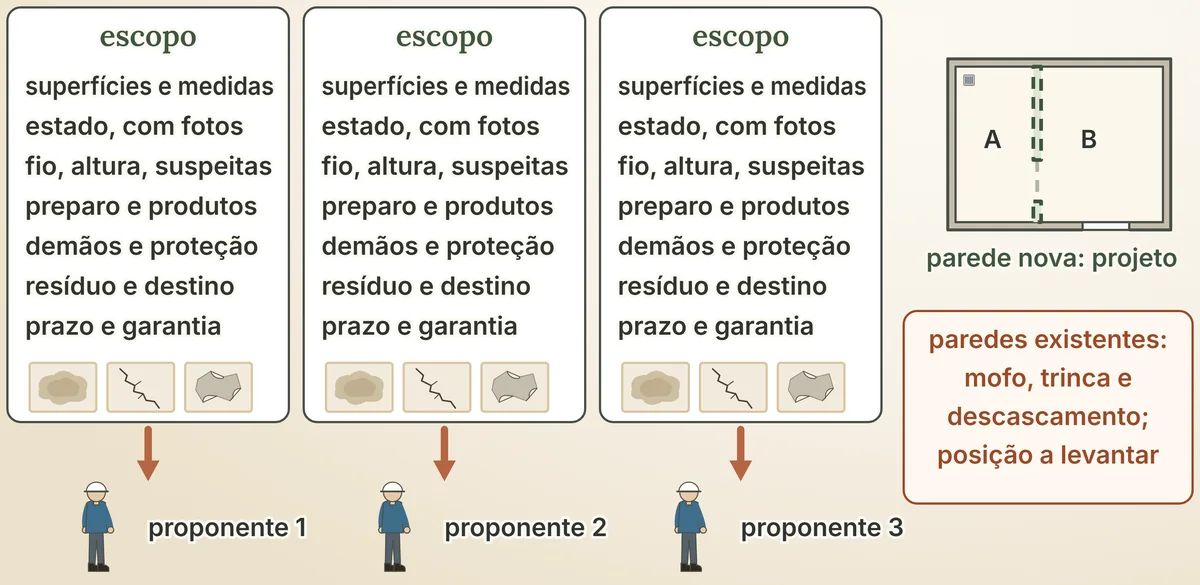 escopo
superfícies e medidas
estado, com fotos
fio, altura, suspeitas
preparo e produtos
demãos e proteção
resíduo e destino
prazo e garantia
proponente 1
escopo
superfícies e medidas
estado, com fotos
fio, altura, suspeitas
preparo e produtos
demãos e proteção
resíduo e destino
prazo e garantia
proponente 2
escopo
superfícies e medidas
estado, com fotos
fio, altura, suspeitas
preparo e produtos
demãos e proteção
resíduo e destino
prazo e garantia
proponente 3
A
B
parede nova: projeto
paredes existentes:
mofo, trinca e
descascamento;
posição a levantar